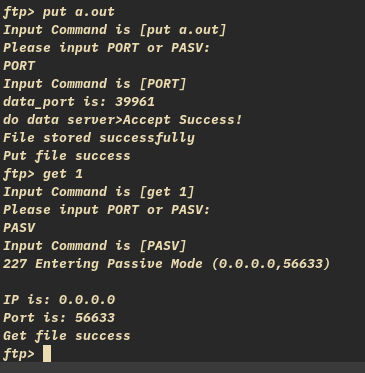 ftp> put a.out
Input Command is [put a.out]
Please input PORT or PASV:
PORT
Input Command is [PORT]
data_port is: 39961
do data server>Accept Success!
File stored successfully
Put file success
ftp> get 1
Input Command is [get 1]
Please input PORT or PASV:
PASV
Input Command is [PASV]
227 Entering Passive Mode (0.0.0.0,56633)
IP is: 0.0.0.0
Port is: 56633
Get file success
ftp>